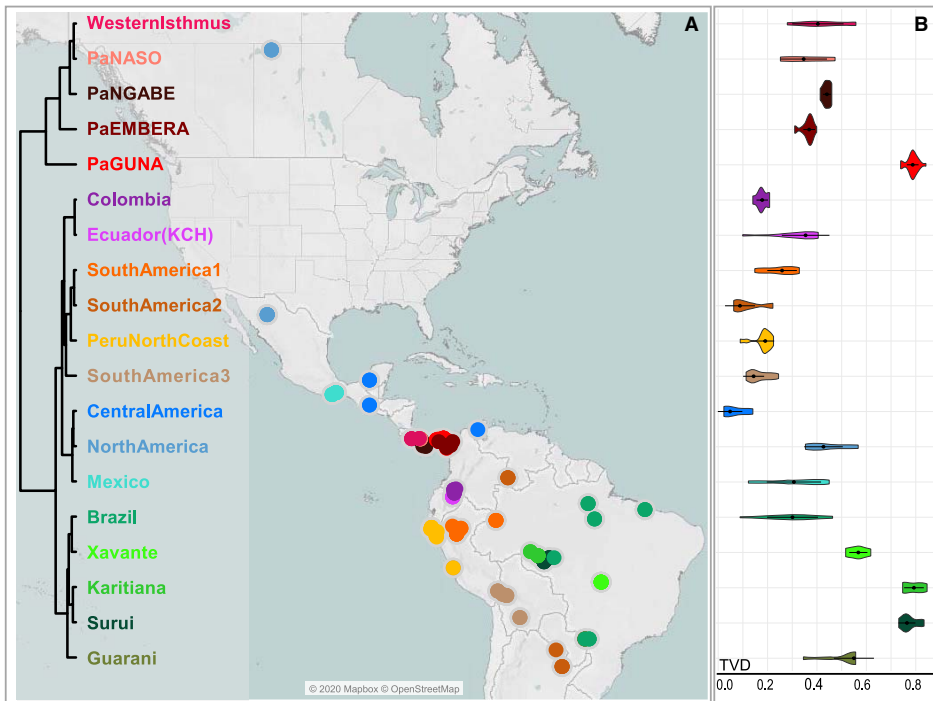 WesternIsthmus
A
B
PaNASO
PaNGABE
PaEMBERA
PaGUNA
Colombia
Ecuador(KCH)
SouthAmerica1
SouthAmerica2
PeruNorthCoast
SouthAmerica3
CentralAmerica
NorthAmerica
Mexico
Brazil
Xavante
Karitiana
Surui
Guarani
TVD
© 2020 Mapbox © OpenStreetMap
0.0 0.2 0.4 0.6 0.8